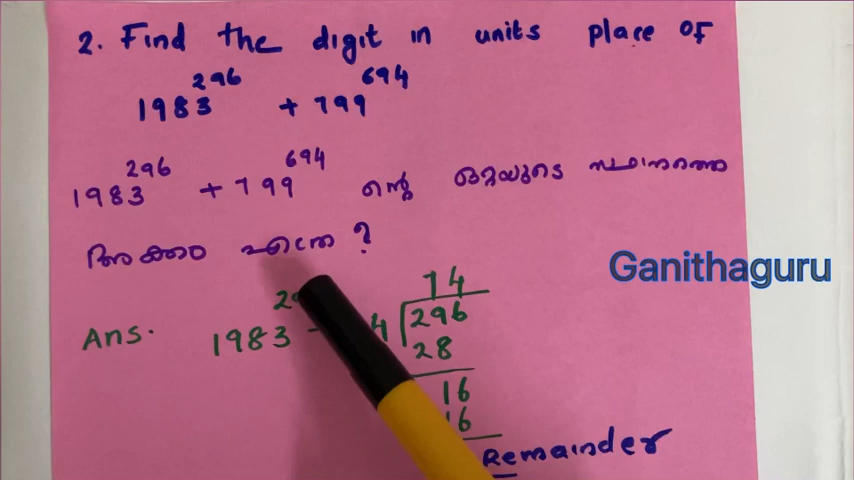 2. Find the digit in units place of
1983^296 + 799^694
1983^296 + 799^694 ന്റെ ഒറ്റയുടെ സ്ഥാനത്തെ
അക്കം എത്ര ?
Ganithaguru
74
Ans. 1983 4 296
28
16
16
Remainder